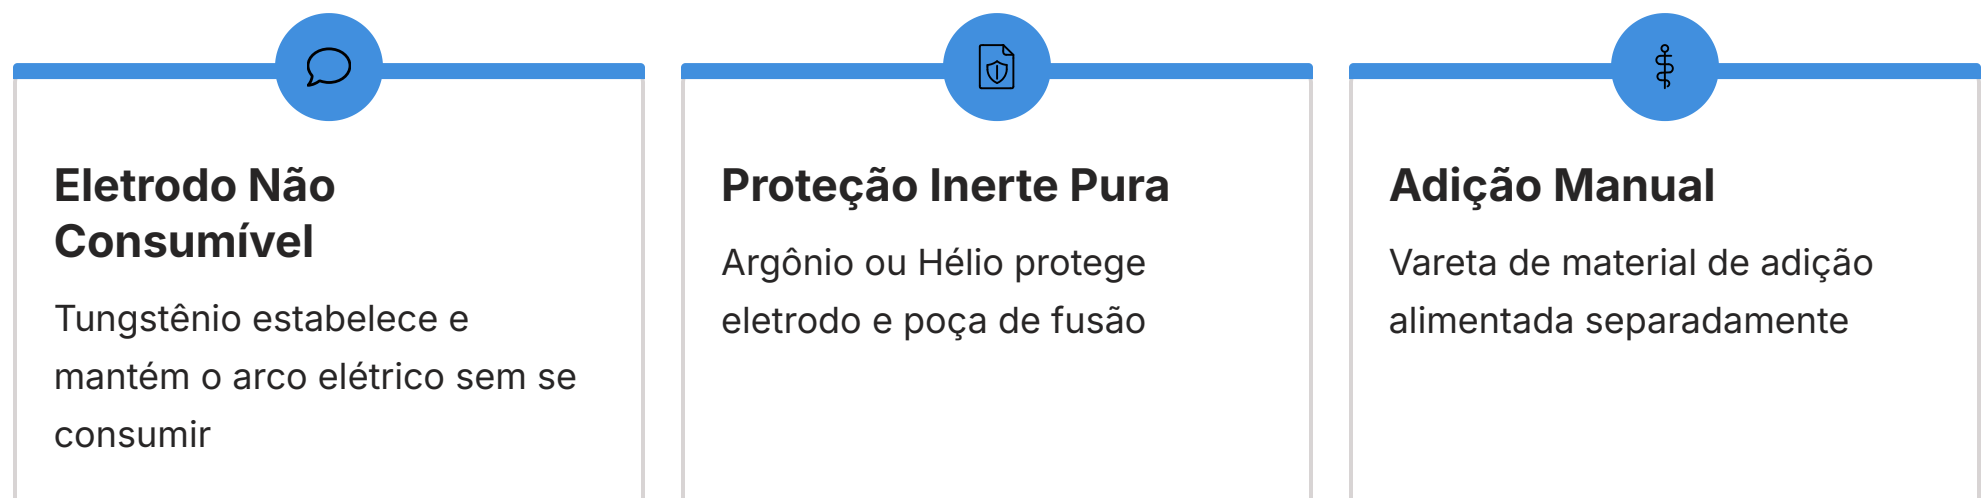 Eletrodo Não
Consumível
Tungstênio estabelece e
mantém o arco elétrico sem se
consumir
Proteção Inerte Pura
Argônio ou Hélio protege
eletrodo e poça de fusão
Adição Manual
Vareta de material de adição
alimentada separadamente